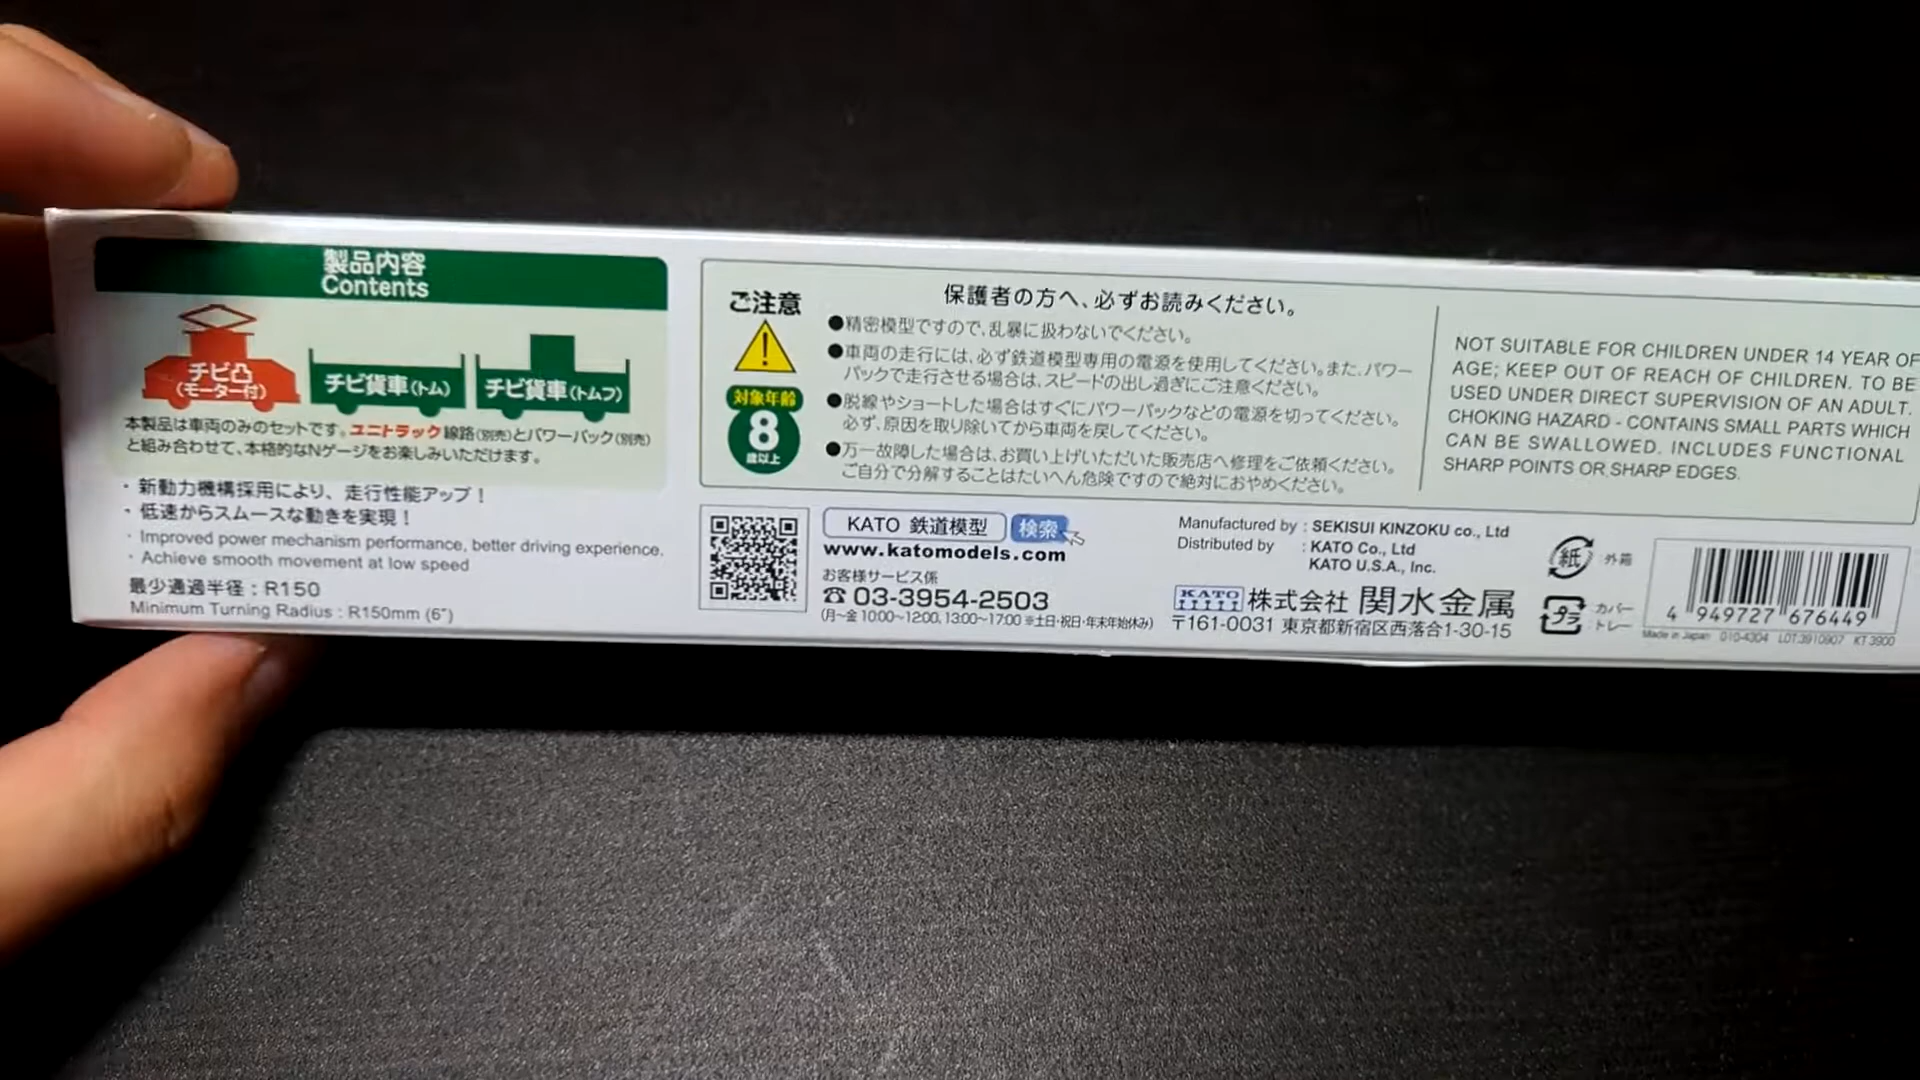 製品内容
Contents
チビ凸
(モーター付)
チビ貨車(トム)
チビ貨車(トムフ)
本製品は車両のみのセットです。ユニトラック線路(別売)とパワーパック(別売)
と組み合わせて、本格的なNゲージをお楽しみいただけます。
・新動力機構採用により、走行性能アップ！
・低速からスムースな動きを実現！
・Improved power mechanism performance, better driving experience.
・Achieve smooth movement at low speed
最少通過半径：R150
Minimum Turning Radius : R150mm (6")
ご注意
対象年齢
8
歳以上
保護者の方へ、必ずお読みください。
●精密模型ですので、乱暴に扱わないでください。
●車両の走行には、必ず鉄道模型専用の電源を使用してください。また、パワー
パックで走行させる場合は、スピードの出し過ぎにご注意ください。
●脱線やショートした場合はすぐにパワーパックなどの電源を切ってください。
必ず、原因を取り除いてから車両を戻してください。
●万一故障した場合は、お買い上げいただいた販売店へ修理をご依頼ください。
ご自分で分解することはたいへん危険ですので絶対におやめください。
NOT SUITABLE FOR CHILDREN UNDER 14 YEAR OF
AGE; KEEP OUT OF REACH OF CHILDREN. TO BE
USED UNDER DIRECT SUPERVISION OF AN ADULT.
CHOKING HAZARD - CONTAINS SMALL PARTS WHICH
CAN BE SWALLOWED. INCLUDES FUNCTIONAL
SHARP POINTS OR SHARP EDGES.
KATO 鉄道模型 検索
www.katomodels.com
お客様サービス係
☎ 03-3954-2503
(月〜金 10:00〜12:00, 13:00〜17:00 ※土日・祝日・年末年始休み)
Manufactured by : SEKISUI KINZOKU co., Ltd
Distributed by : KATO Co., Ltd
KATO U.S.A., Inc.
KATO 株式会社 関水金属
〒161-0031 東京都新宿区西落合1-30-15
紙 外箱
プラ カバー
トレー
4 949727 676449
Made in Japan 010-4304 LOT:3910907 KT 3900